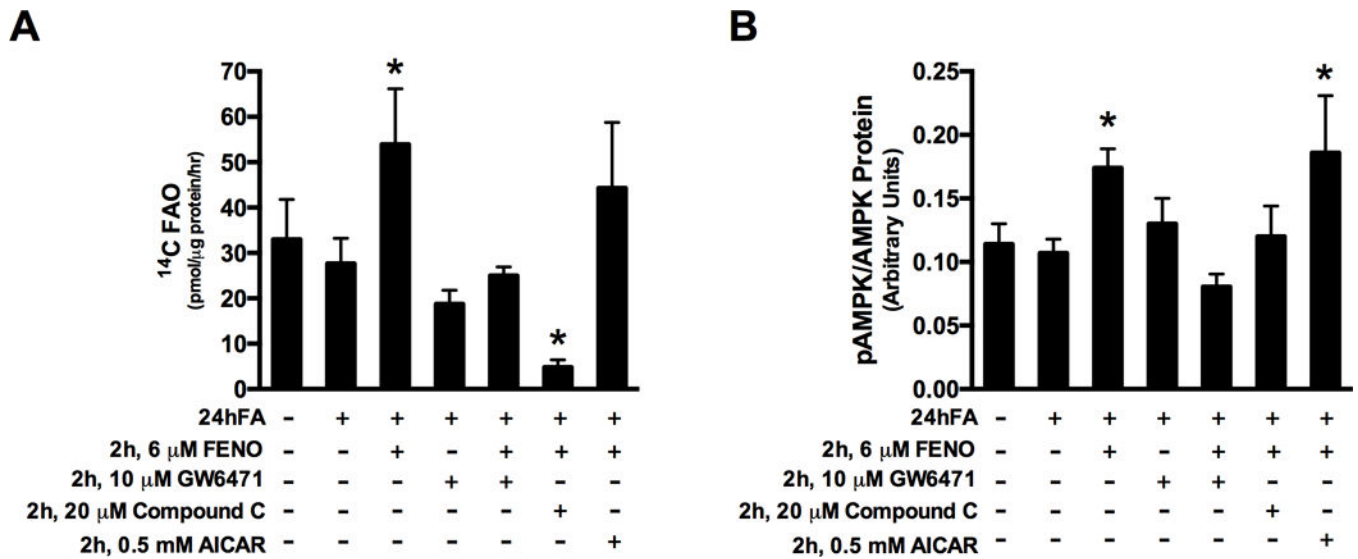 A
B
¹⁴C FAO
(pmol/μg protein/hr)
70
60
50
40
30
20
10
0
*
*
24hFA - + + + + + +
2h, 6 μM FENO - - + - + + +
2h, 10 μM GW6471 - - - + + - -
2h, 20 μM Compound C - - - - - + -
2h, 0.5 mM AICAR - - - - - - +
pAMPK/AMPK Protein
(Arbitrary Units)
0.25
0.20
0.15
0.10
0.05
0.00
*
*
24hFA - + + + + + +
2h, 6 μM FENO - - + - + + +
2h, 10 μM GW6471 - - - + + - -
2h, 20 μM Compound C - - - - - + -
2h, 0.5 mM AICAR - - - - - - +